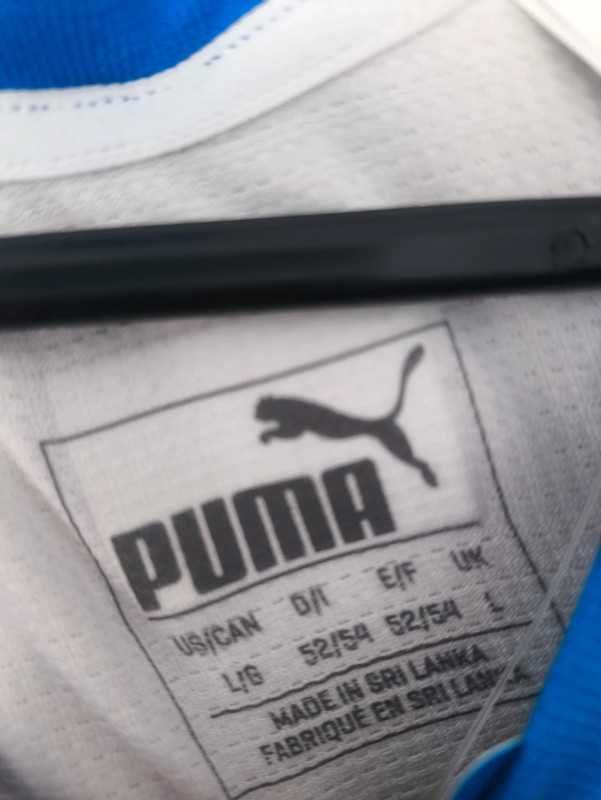 PUMA
US/CAN D/I E/F UK
L/G 52/54 52/54 L
MADE IN SRI LANKA
FABRIQUÉ EN SRI LANKA